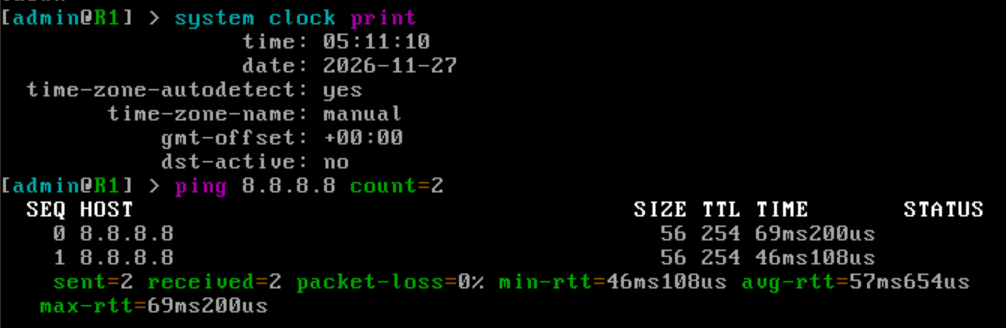 [admin@R1] > system clock print
time: 05:11:10
date: 2026-11-27
time-zone-autodetect: yes
time-zone-name: manual
gmt-offset: +00:00
dst-active: no
[admin@R1] > ping 8.8.8.8 count=2
SEQ HOST SIZE TTL TIME STATUS
0 8.8.8.8 56 254 69ms200us
1 8.8.8.8 56 254 46ms108us
sent=2 received=2 packet-loss=0% min-rtt=46ms108us avg-rtt=57ms654us
max-rtt=69ms200us